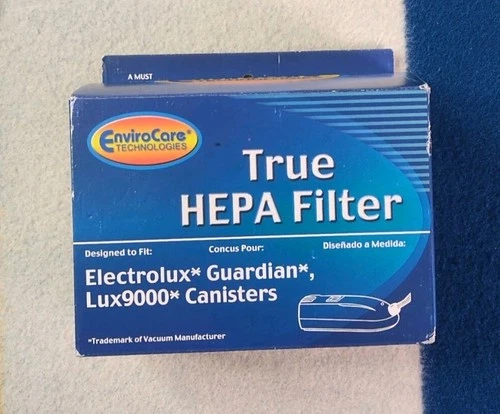 A MUST
EnviroCare®
TECHNOLOGIES
True
HEPA Filter
Designed to Fit: Concus Pour: Diseñado a Medida:
Electrolux* Guardian*,
Lux9000* Canisters
*Trademark of Vacuum Manufacturer